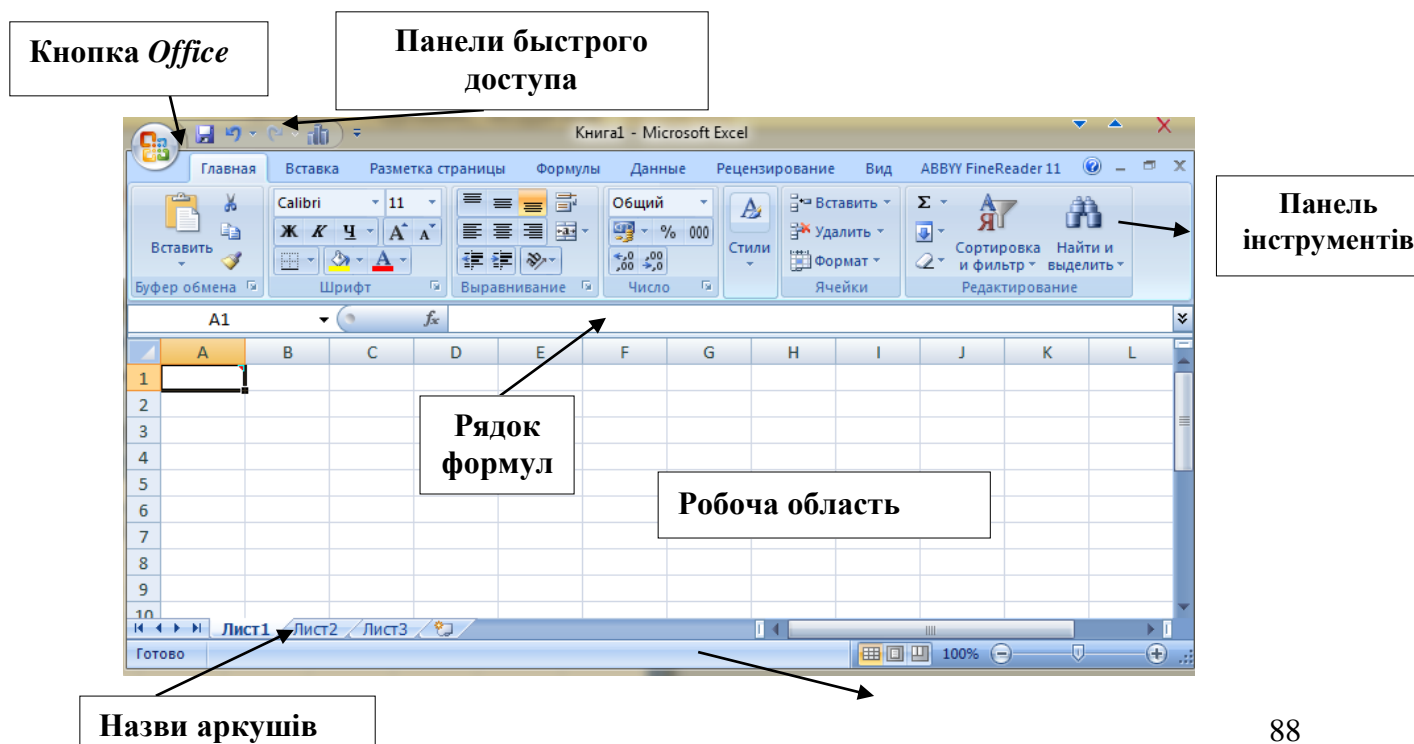 Кнопка Office
Панели быстрого
доступа
Книга1 - Microsoft Excel
Главная Вставка Разметка страницы Формулы Данные Рецензирование Вид ABBYY FineReader 11
Панель
інструментів
Calibri 11 Общий Вставить
Вставить Ж К Ч % 000 Стили Удалить Сортировка и фильтр Найти и выделить
Формат
Буфер обмена Шрифт Выравнивание Число Ячейки Редактирование
A1 fx
A B C D E F G H I J K L
1
2
3
4
5
6
7
8
9
10
Рядок
формул
Робоча область
Лист1 Лист2 Лист3
Готово 100%
Назви аркушів
88